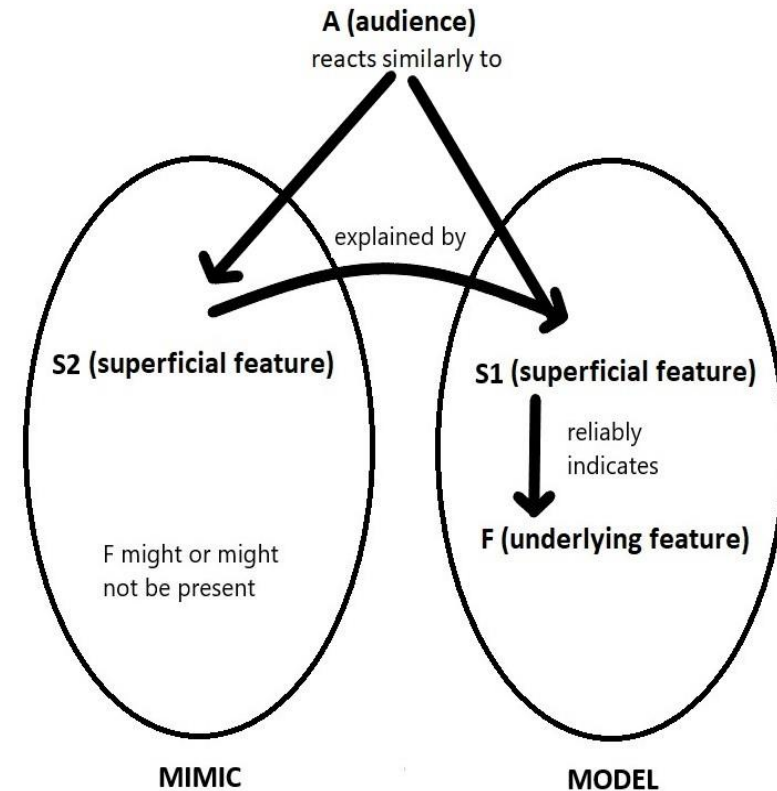 A (audience)
reacts similarly to
explained by
S2 (superficial feature)
S1 (superficial feature)
reliably
indicates
F (underlying feature)
F might or might
not be present
MIMIC
MODEL